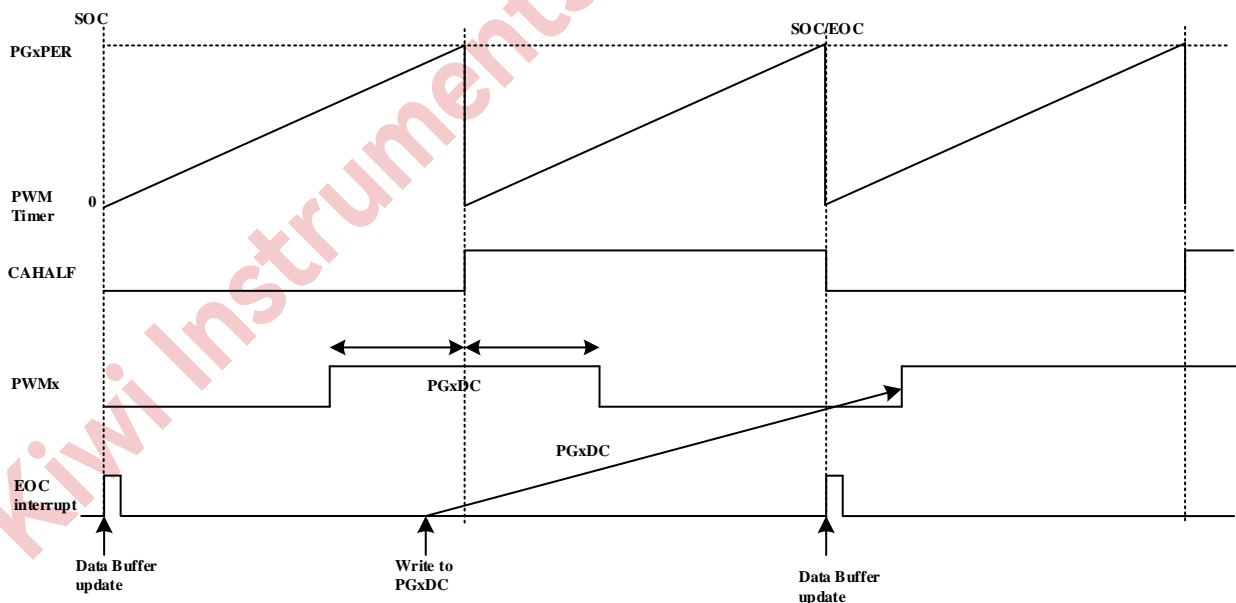 SOC
PGxPER
SOC/EOC
PWM
Timer
0
CAHALF
PWMx
PGxDC
PGxDC
EOC
interrupt
Data Buffer
update
Write to
PGxDC
Data Buffer
update
Kiwi Instruments